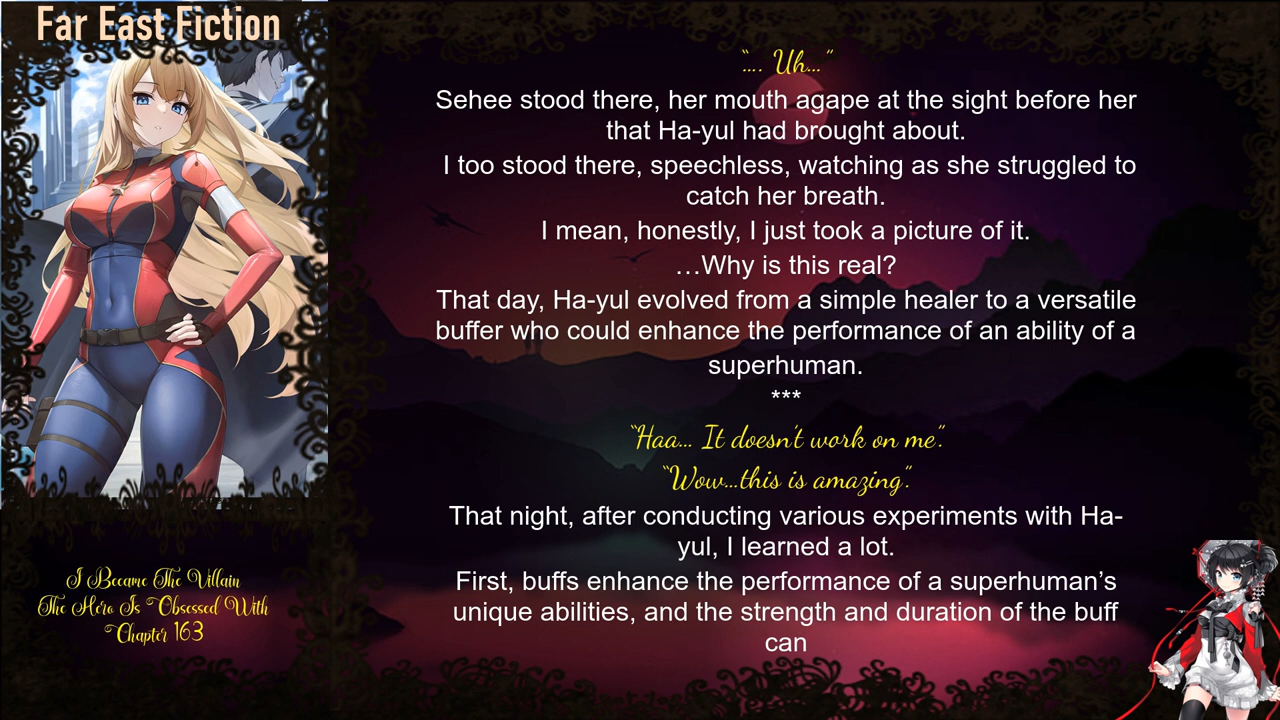 Far East Fiction
"…. Uh…"
Sehee stood there, her mouth agape at the sight before her
that Ha-yul had brought about.
I too stood there, speechless, watching as she struggled to
catch her breath.
I mean, honestly, I just took a picture of it.
…Why is this real?
That day, Ha-yul evolved from a simple healer to a versatile
buffer who could enhance the performance of an ability of a
superhuman.
***
"Haa… It doesn't work on me".
"Wow…this is amazing".
That night, after conducting various experiments with Ha-
yul, I learned a lot.
First, buffs enhance the performance of a superhuman’s
unique abilities, and the strength and duration of the buff
can
I Became The Villain
The Hero Is Obsessed With
Chapter 163